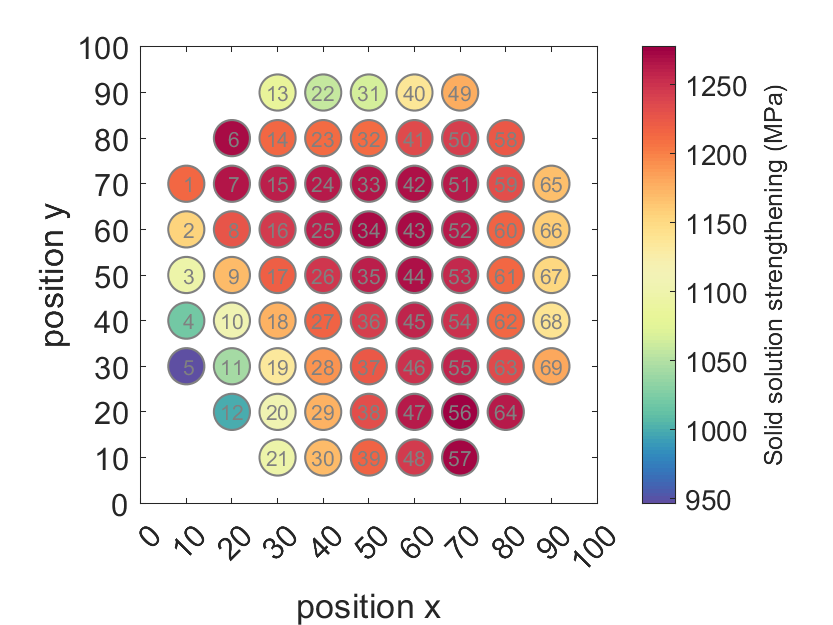 100
90
80
70
60
50
40
30
20
10
0
position y
13 22 31 40 49
6 14 23 32 41 50 58
1 7 15 24 33 42 51 59 65
2 8 16 25 34 43 52 60 66
3 9 17 26 35 44 53 61 67
4 10 18 27 36 45 54 62 68
5 11 19 28 37 46 55 63 69
12 20 29 38 47 56 64
21 30 39 48 57
0 10 20 30 40 50 60 70 80 90 100
position x
1250
1200
1150
1100
1050
1000
950
Solid solution strengthening (MPa)